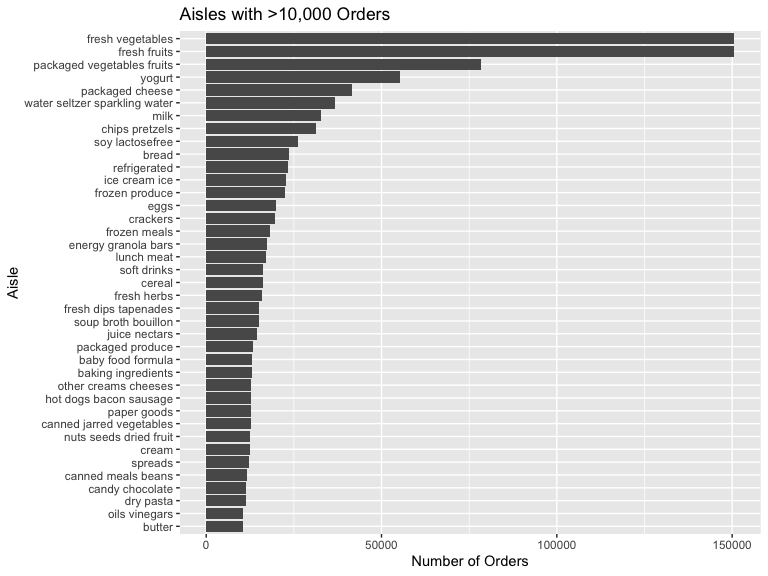 Aisles with >10,000 Orders
fresh vegetables
fresh fruits
packaged vegetables fruits
yogurt
packaged cheese
water seltzer sparkling water
milk
chips pretzels
soy lactosefree
bread
refrigerated
ice cream ice
frozen produce
eggs
crackers
frozen meals
energy granola bars
lunch meat
soft drinks
cereal
fresh herbs
fresh dips tapenades
soup broth bouillon
juice nectars
packaged produce
baby food formula
baking ingredients
other creams cheeses
hot dogs bacon sausage
paper goods
canned jarred vegetables
nuts seeds dried fruit
cream
spreads
canned meals beans
candy chocolate
dry pasta
oils vinegars
butter
Aisle
0
50000
100000
150000
Number of Orders